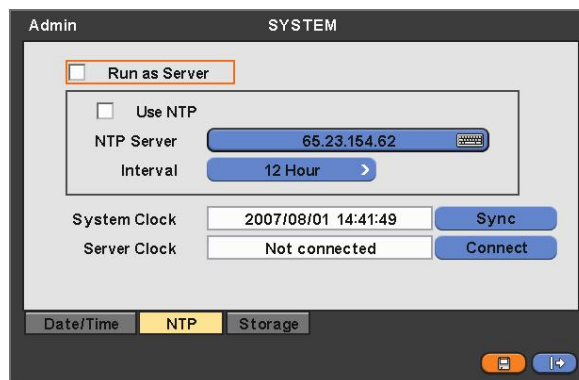 Admin SYSTEM
Run as Server
Use NTP
NTP Server 65.23.154.62
Interval 12 Hour >
System Clock 2007/08/01 14:41:49 Sync
Server Clock Not connected Connect
Date/Time NTP Storage